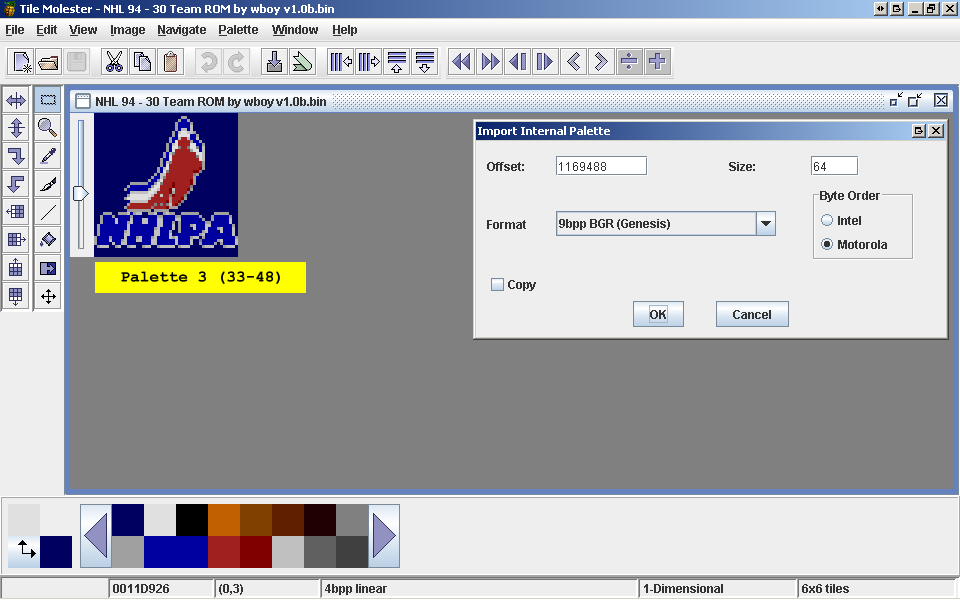 Tile Molester - NHL 94 - 30 Team ROM by wboy v1.0b.bin
File Edit View Image Navigate Palette Window Help
NHL 94 - 30 Team ROM by wboy v1.0b.bin
NHLPA
Palette 3 (33-48)
Import Internal Palette
Offset: 1169488 Size: 64
Format 9bpp BGR (Genesis)
Byte Order
Intel
Motorola
Copy
OK Cancel
0011D926 (0,3) 4bpp linear 1-Dimensional 6x6 tiles